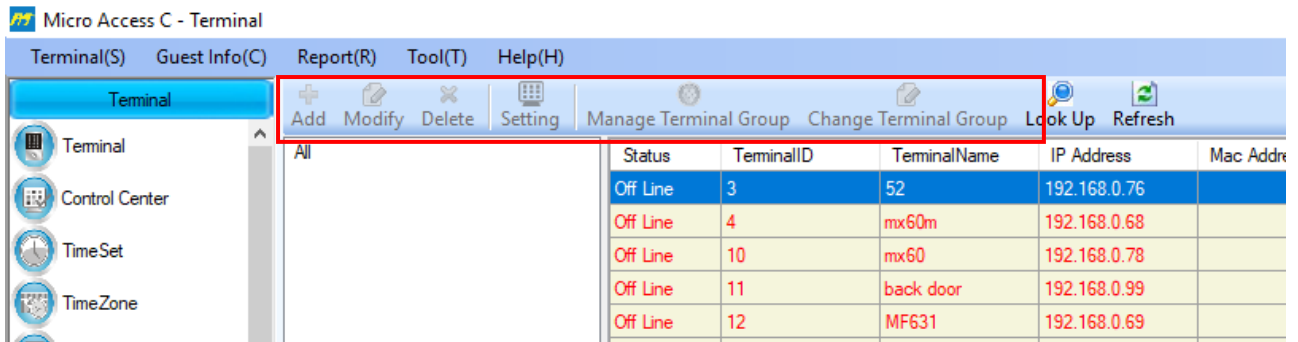 Micro Access C - Terminal
Terminal(S) Guest Info(C) Report(R) Tool(T) Help(H)
Terminal
Add Modify Delete Setting Manage Terminal Group Change Terminal Group Look Up Refresh
Terminal
Control Center
TimeSet
TimeZone
All
Status TerminalID TerminalName IP Address Mac Addre
Off Line 3 52 192.168.0.76
Off Line 4 mx60m 192.168.0.68
Off Line 10 mx60 192.168.0.78
Off Line 11 back door 192.168.0.99
Off Line 12 MF631 192.168.0.69